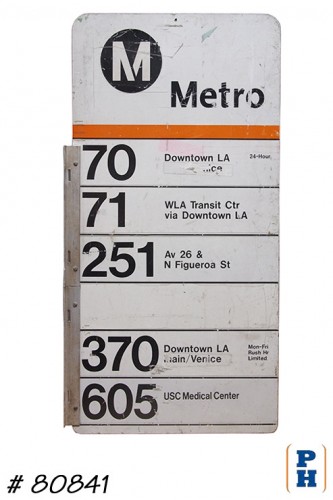 M
Metro
70 Downtown LA 24-Hour
71 WLA Transit Ctr
via Downtown LA
251 Av 26 &
N Figueroa St
370 Downtown LA Mon-Fri
Main/Venice Rush Hr
Limited
605 USC Medical Center
# 80841
P
H